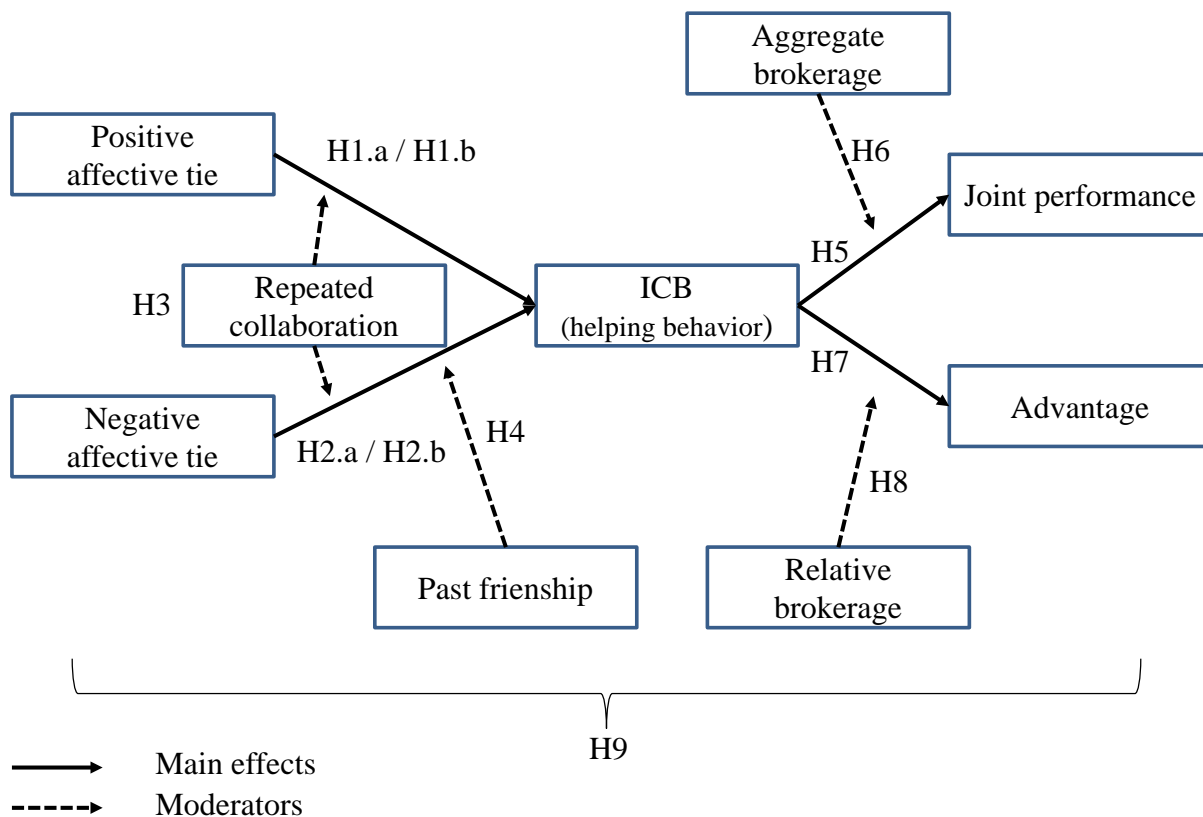 Aggregate
brokerage
Positive
affective tie
H1.a / H1.b
H6
Joint performance
H5
H3
Repeated
collaboration
ICB
(helping behavior)
H7
Negative
affective tie
H2.a / H2.b
H4
Advantage
H8
Past frienship
Relative
brokerage
H9
Main effects
Moderators